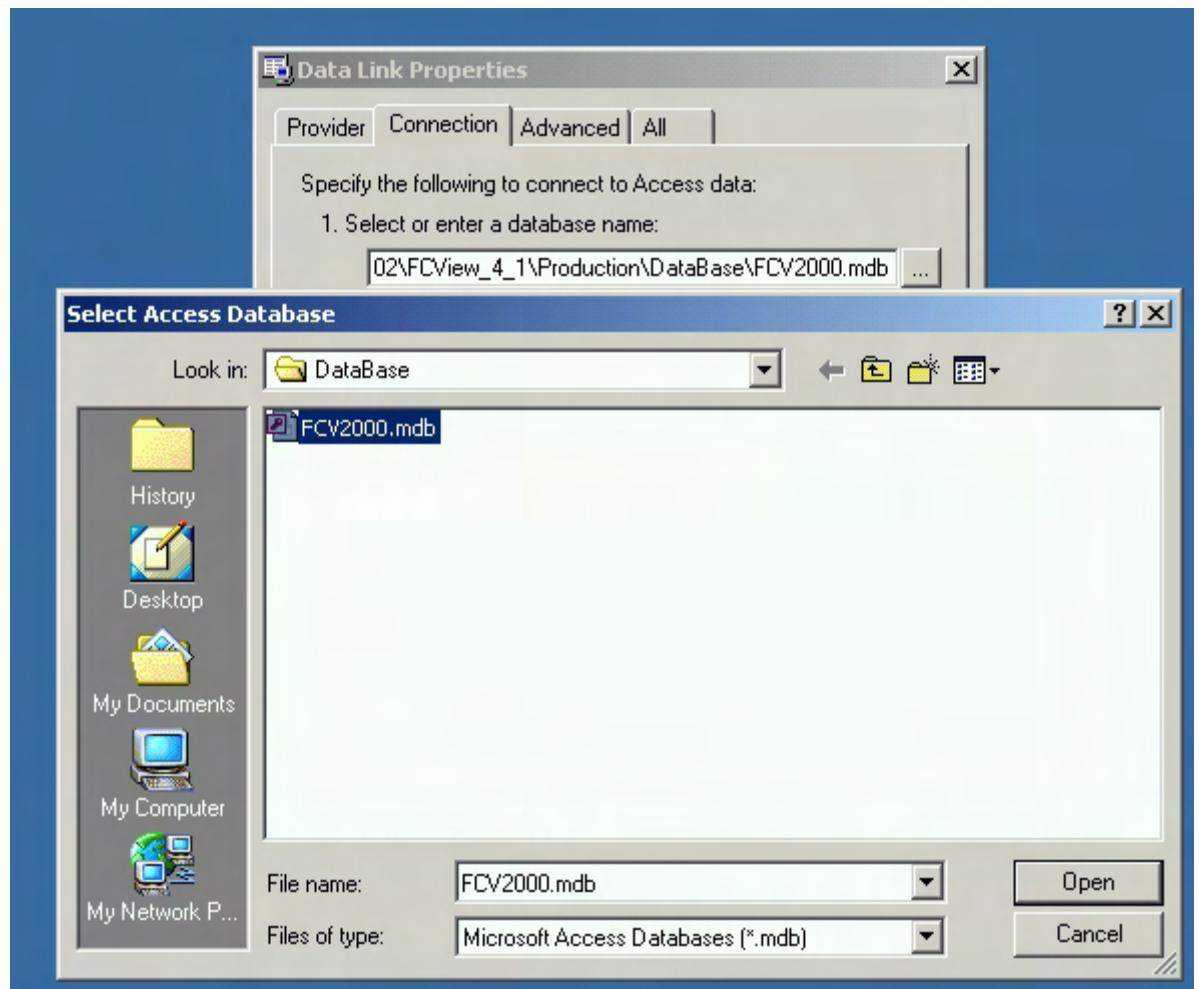 Data Link Properties
Provider Connection Advanced All
Specify the following to connect to Access data:
1. Select or enter a database name:
02\FCView_4_1\Production\DataBase\FCV2000.mdb ...
Select Access Database
Look in: DataBase
FCV2000.mdb
History
Desktop
My Documents
My Computer
My Network P...
File name: FCV2000.mdb Open
Files of type: Microsoft Access Databases (*.mdb) Cancel